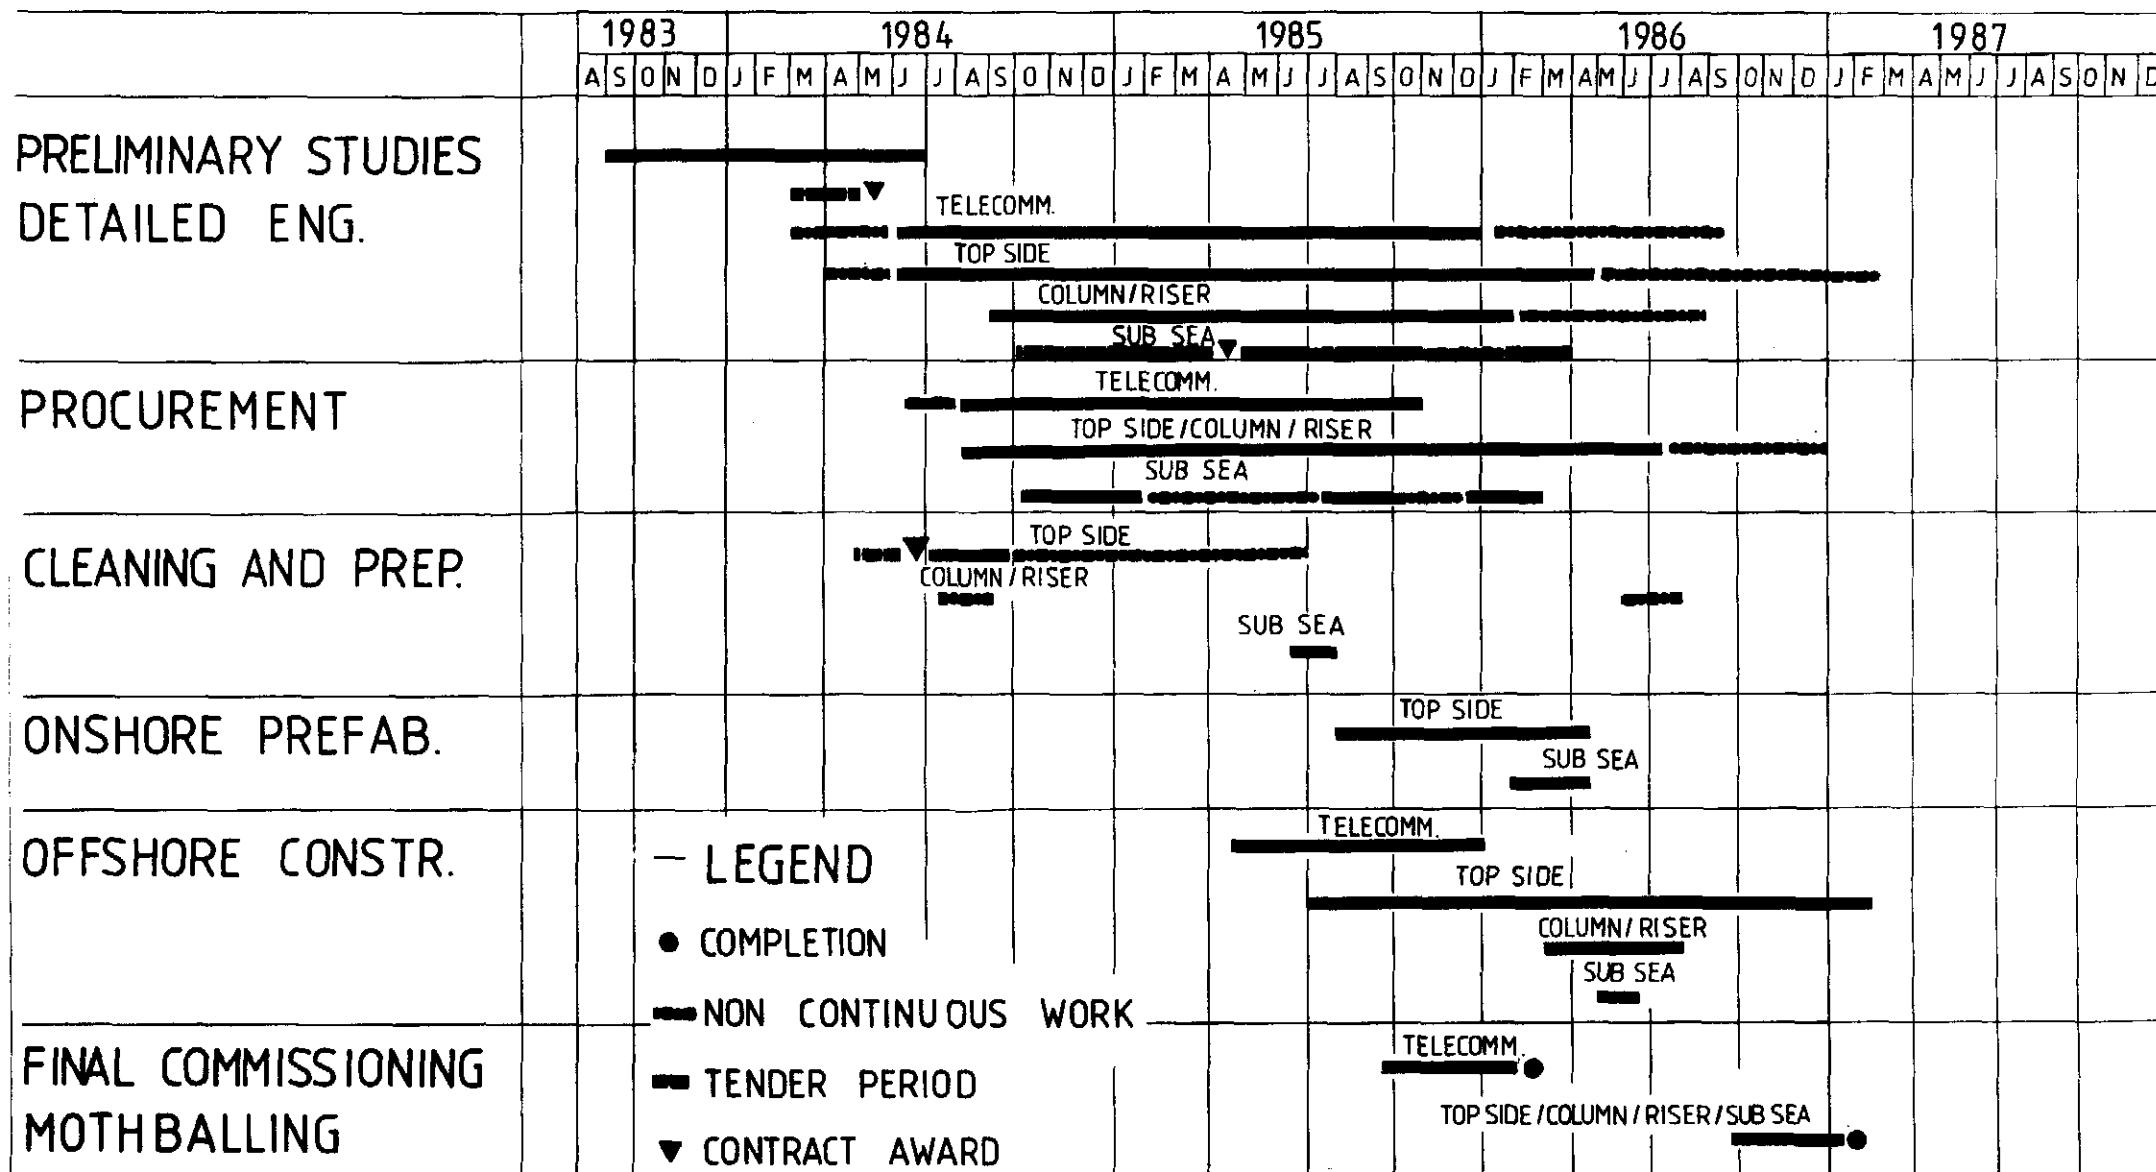 1983 1984 1985 1986 1987
A S O N D J F M A M J J A S O N D J F M A M J J A S O N D J F M A M J J A S O N D J F M A M J J A S O N D
PRELIMINARY STUDIES
DETAILED ENG.
TELECOMM.
TOP SIDE
COLUMN/RISER
SUB SEA
PROCUREMENT
TELECOMM.
TOP SIDE/COLUMN/RISER
SUB SEA
CLEANING AND PREP.
TOP SIDE
COLUMN/RISER
SUB SEA
ONSHORE PREFAB.
TOP SIDE
SUB SEA
OFFSHORE CONSTR.
TELECOMM.
TOP SIDE
COLUMN/RISER
SUB SEA
LEGEND
COMPLETION
NON CONTINUOUS WORK
TENDER PERIOD
CONTRACT AWARD
FINAL COMMISSIONING
MOTHBALLING
TELECOMM.
TOP SIDE/COLUMN/RISER/SUB SEA